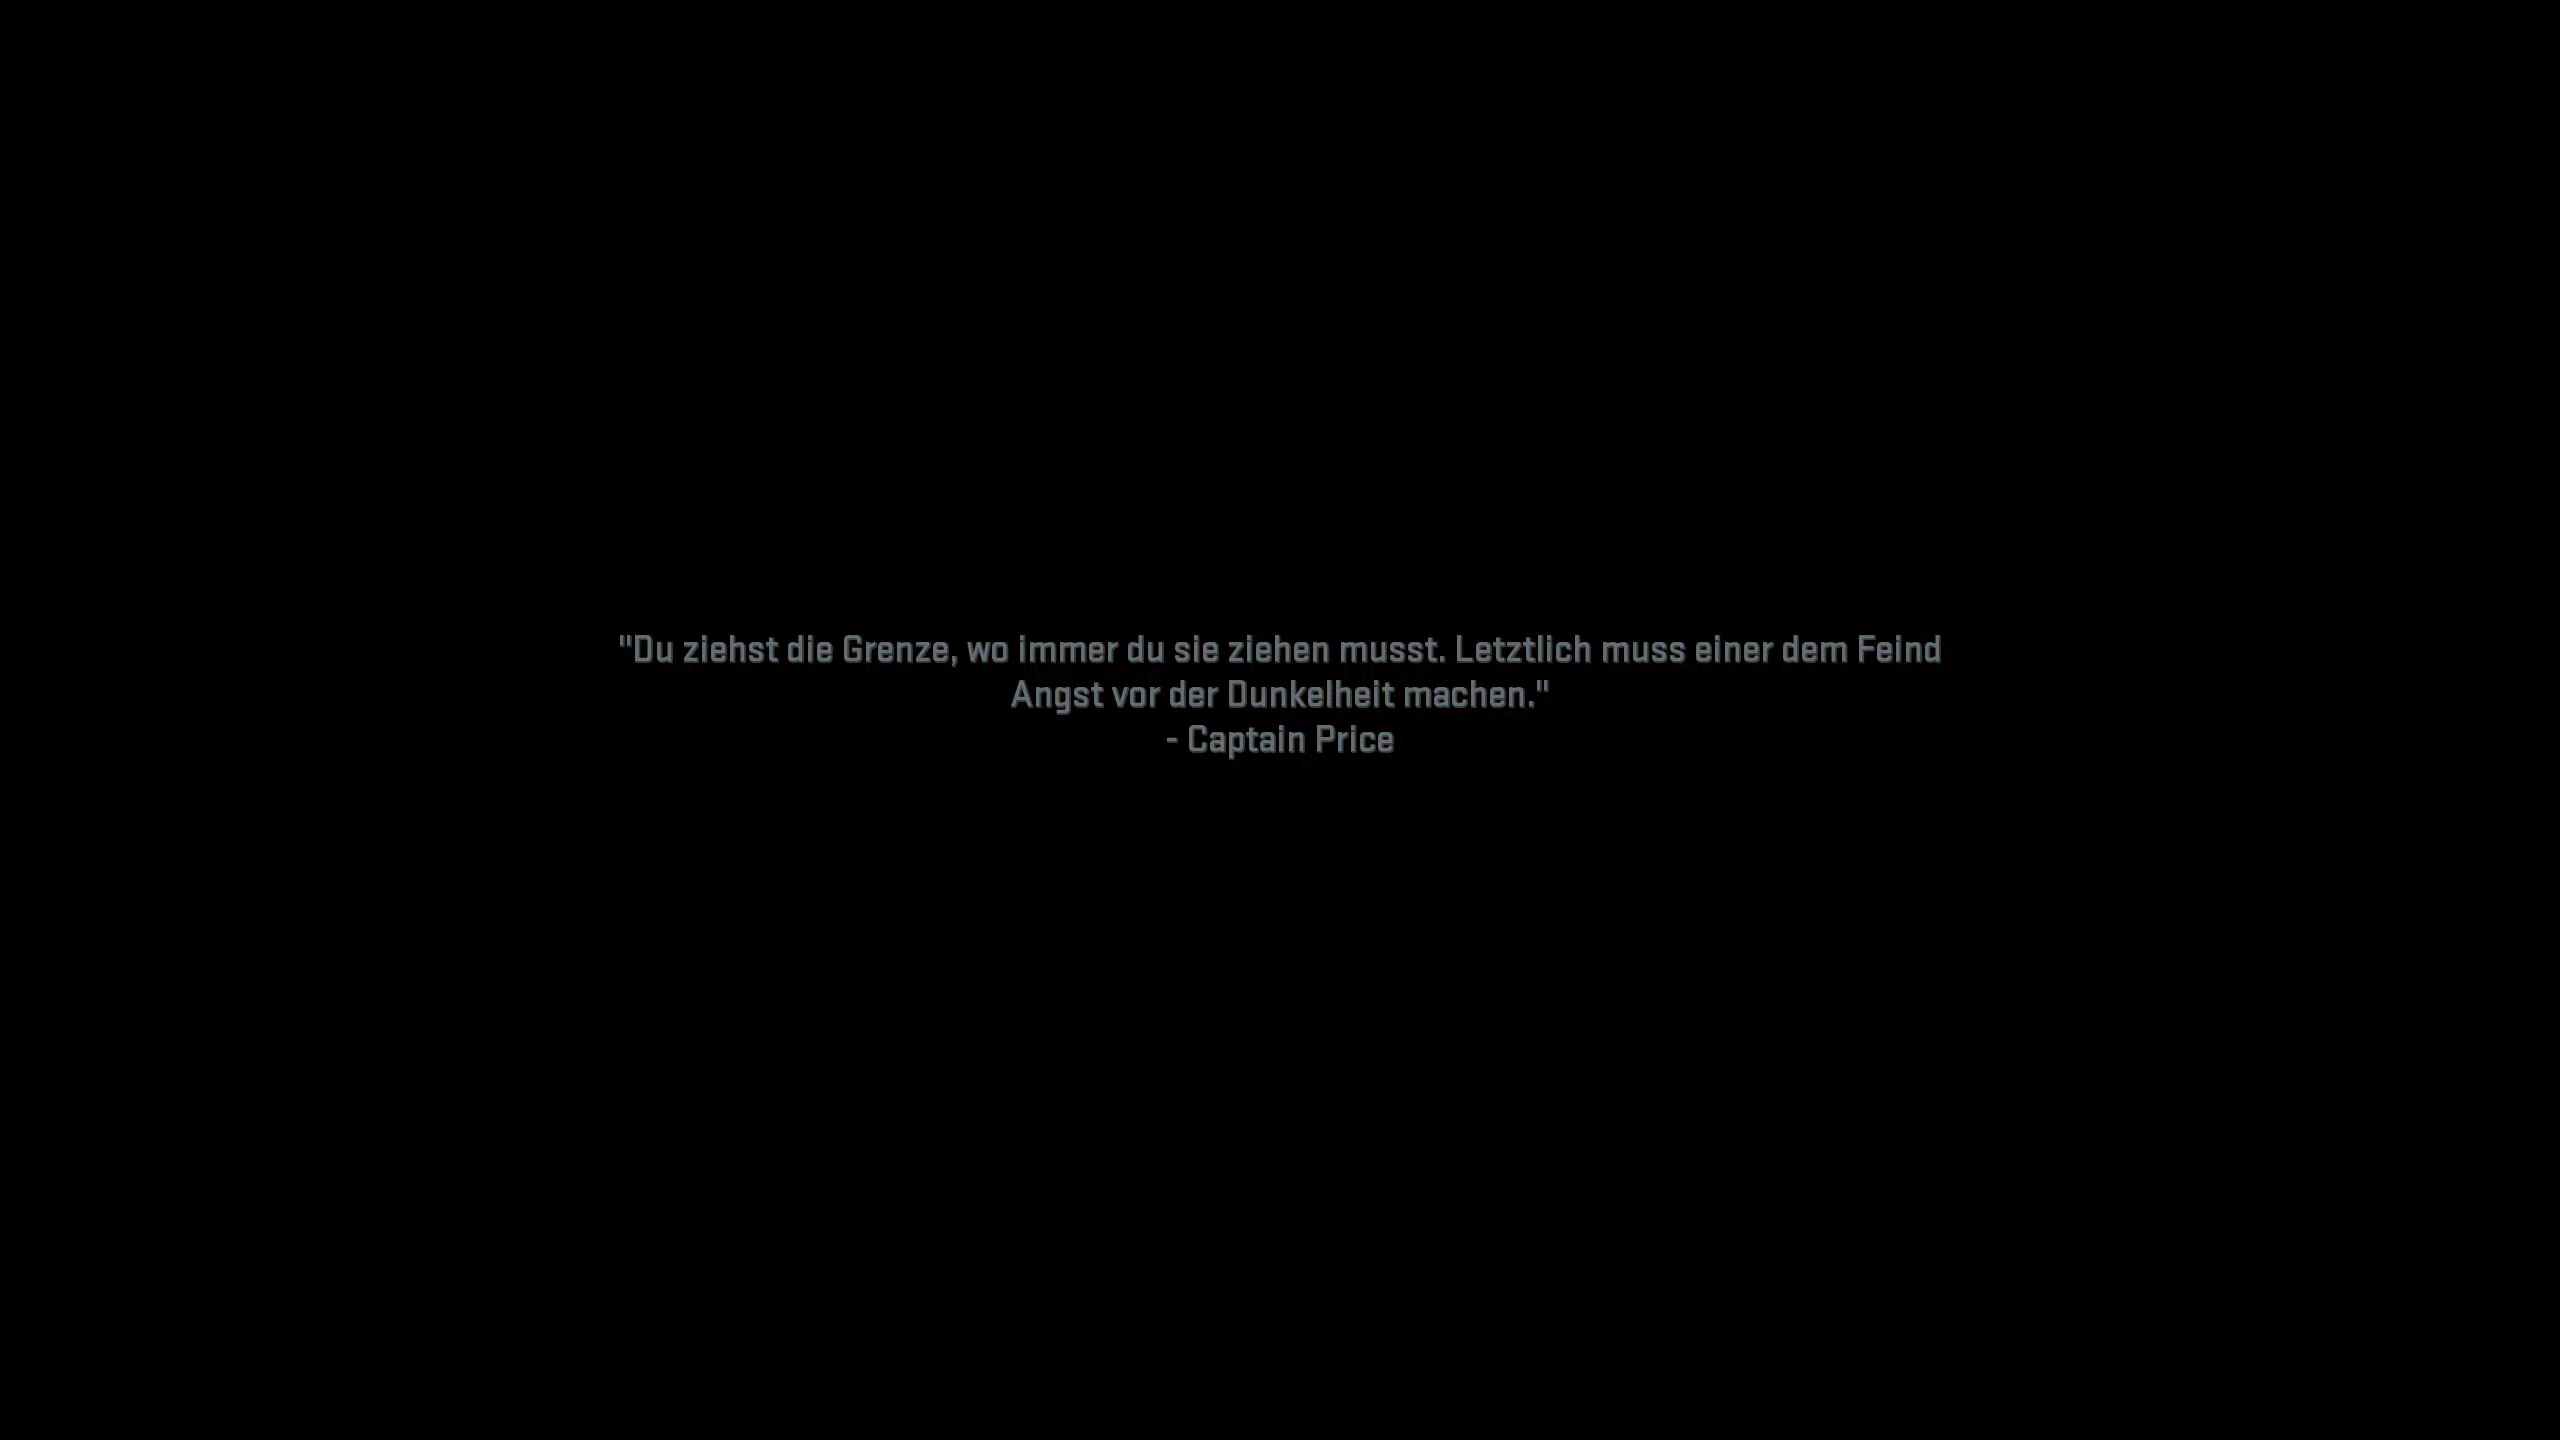 "Du ziehst die Grenze, wo immer du sie ziehen musst. Letztlich muss einer dem Feind
Angst vor der Dunkelheit machen."
- Captain Price